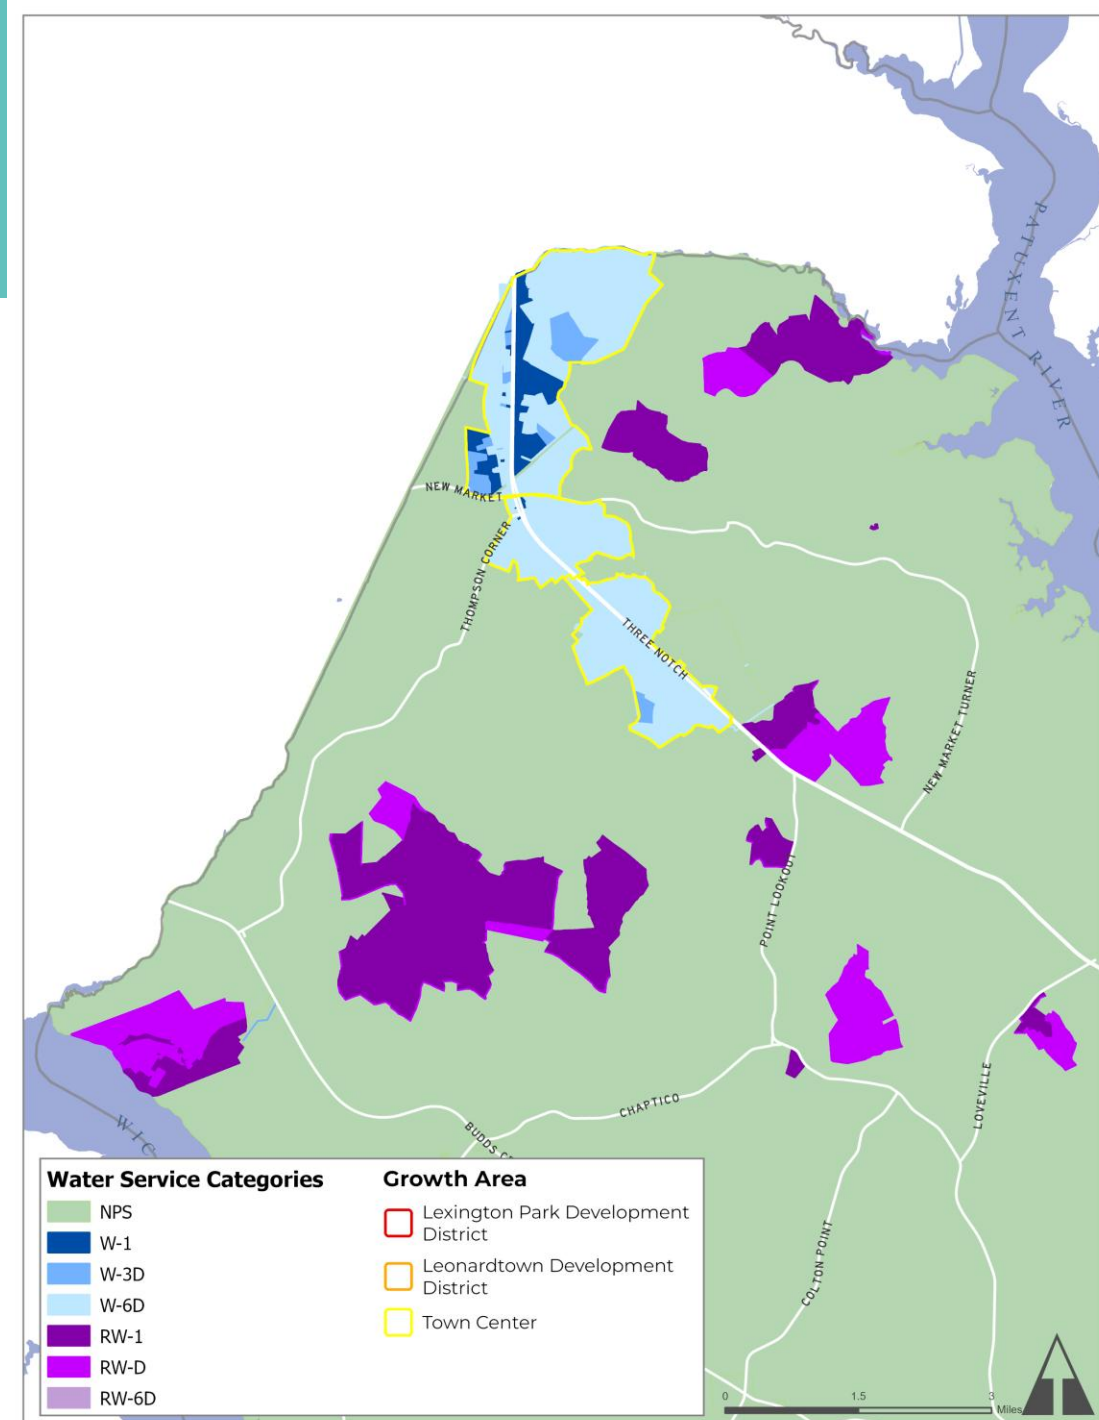 PATUXENT RIVER
NEW MARKET
THOMPSON CORNER
THREE NOTCH
NEW MARKET TURNER
POINT LOOKOUT
LOVEVILLE
CHAPTICO
BUDDS C
WIC
COLTON POINT
Water Service Categories
NPS
W-1
W-3D
W-6D
RW-1
RW-D
RW-6D
Growth Area
Lexington Park Development
District
Leonardtown Development
District
Town Center
0 1.5 3
Miles